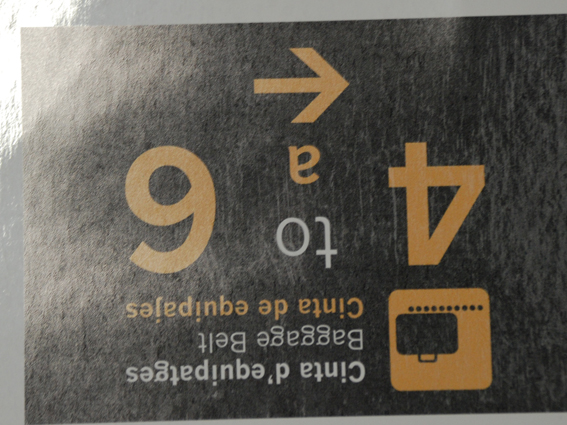 Cinta d'equipatges
Baggage Belt
Cinta de equipajes
4 to 6
a